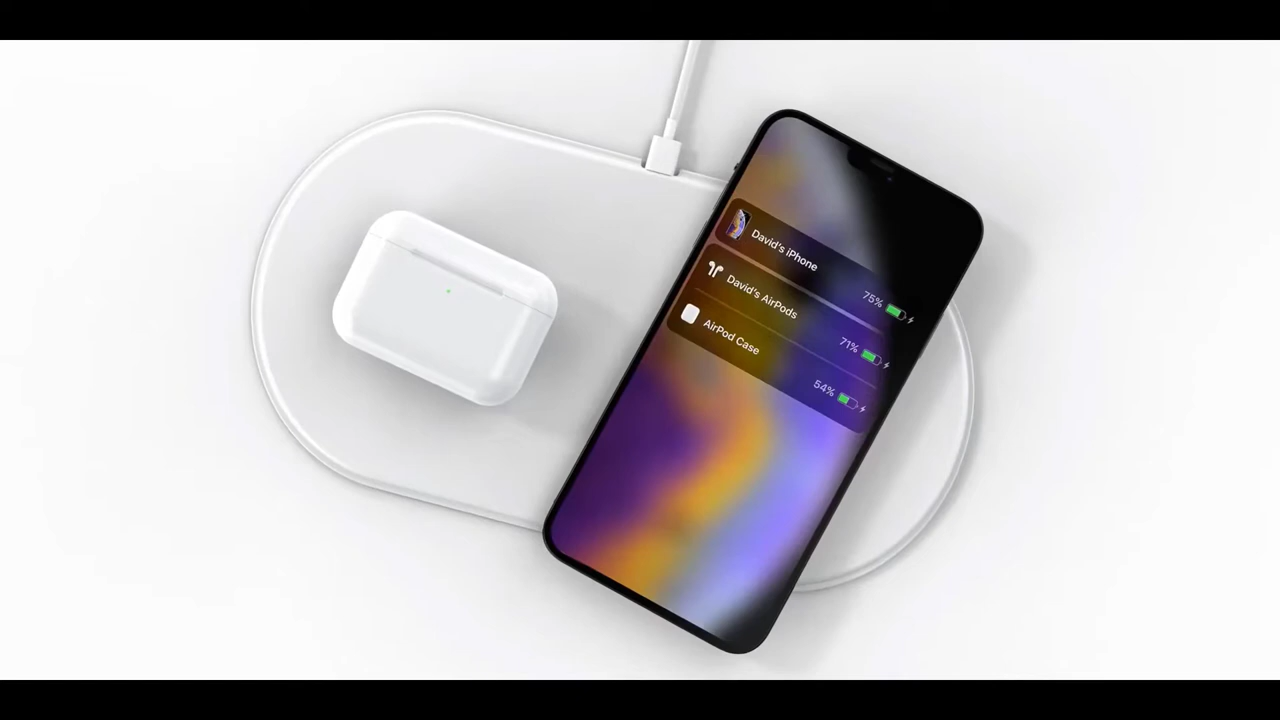 David's iPhone
75%
David's AirPods
71%
AirPod Case
54%